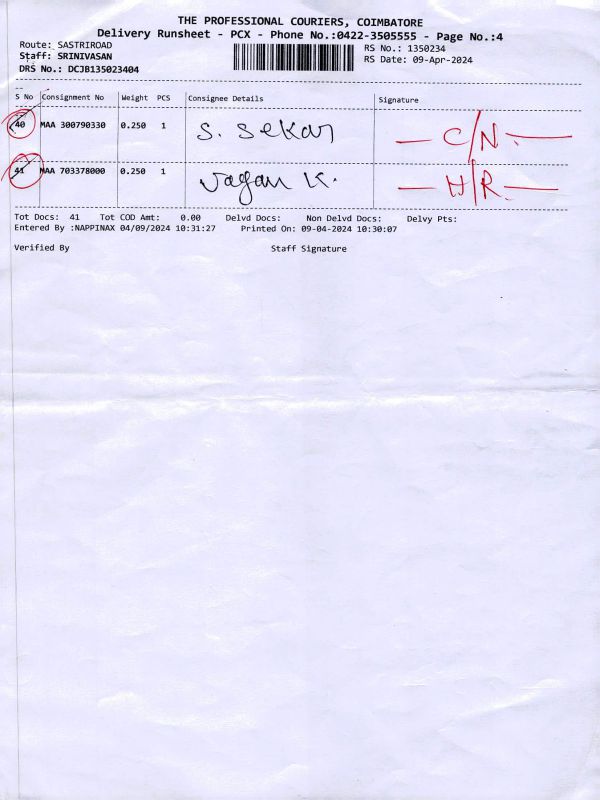 THE PROFESSIONAL COURIERS, COIMBATORE
Delivery Runsheet - PCX - Phone No.:0422-3505555 - Page No.:4
Route: SASTRIROAD
RS No.: 1350234
Staff: SRINIVASAN
RS Date: 09-Apr-2024
DRS No.: DCJB135023404
S No Consignment No Weight PCS Consignee Details Signature
40 MAA 300790330 0.250 1 S. Sekar C/N.
41 MAA 703378000 0.250 1 K. H/R.
Tot Docs: 41 Tot COD Amt: 0.00 Delvd Docs: Non Delvd Docs: Delvy Pts:
Entered By :NAPPINAX 04/09/2024 10:31:27 Printed On: 09-04-2024 10:30:07
Verified By Staff Signature